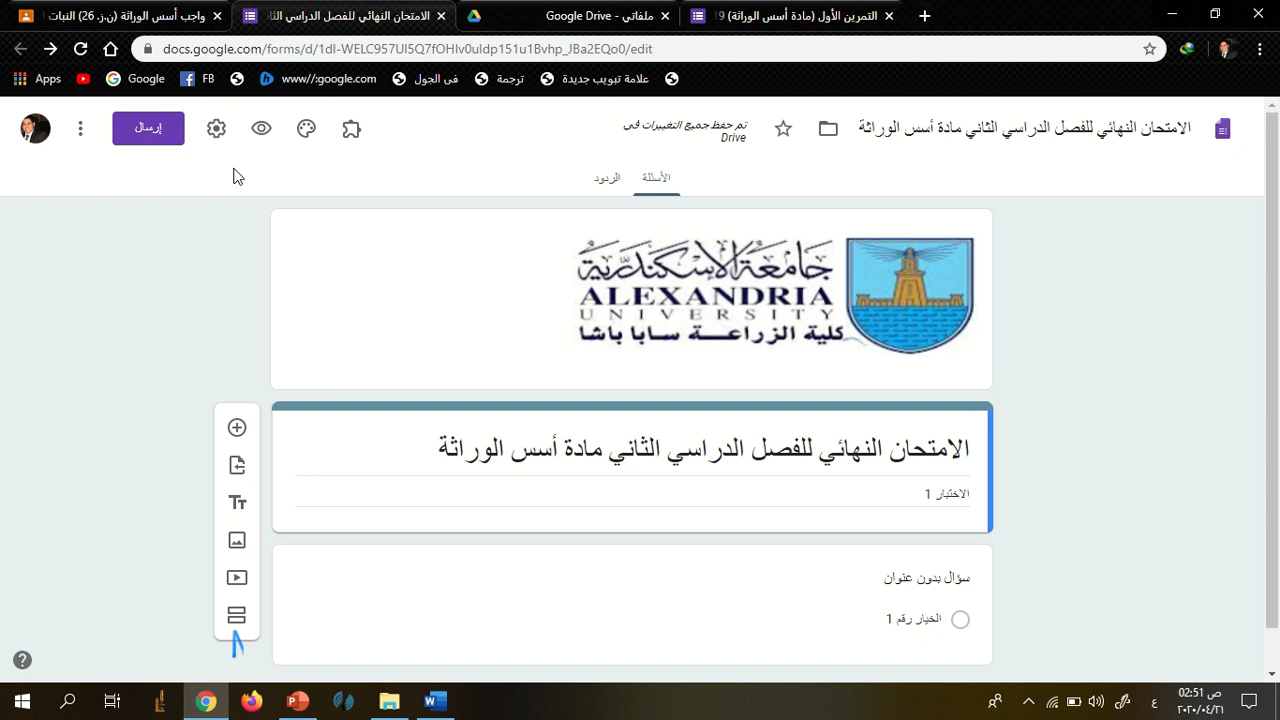 واجب أسس الوراثة (ن.ز. 26) النبات
الامتحان النهائي للفصل الدراسي الثان
ملفاتي - Google Drive
التمرين الأول (مادة أسس الوراثة) 19
docs.google.com/forms/d/1dI-WELC957UI5Q7fOHIv0uIdp151u1Bvhp_JBa2EQo0/edit
Apps
Google
FB
www//:google.com
فى الجول
ترجمة
علامة تبويب جديدة
الامتحان النهائي للفصل الدراسي الثاني مادة أسس الوراثة
تم حفظ جميع التغييرات في
Drive
إرسال
الأسئلة
الردود
جامعة الإسكندرية
ALEXANDRIA
UNIVERSITY
كلية الزراعة سابا باشا
الامتحان النهائي للفصل الدراسي الثاني مادة أسس الوراثة
الاختبار 1
سؤال بدون عنوان
الخيار رقم 1
02:51 ص
٢٠٢٠/٠٤/٢١
ع